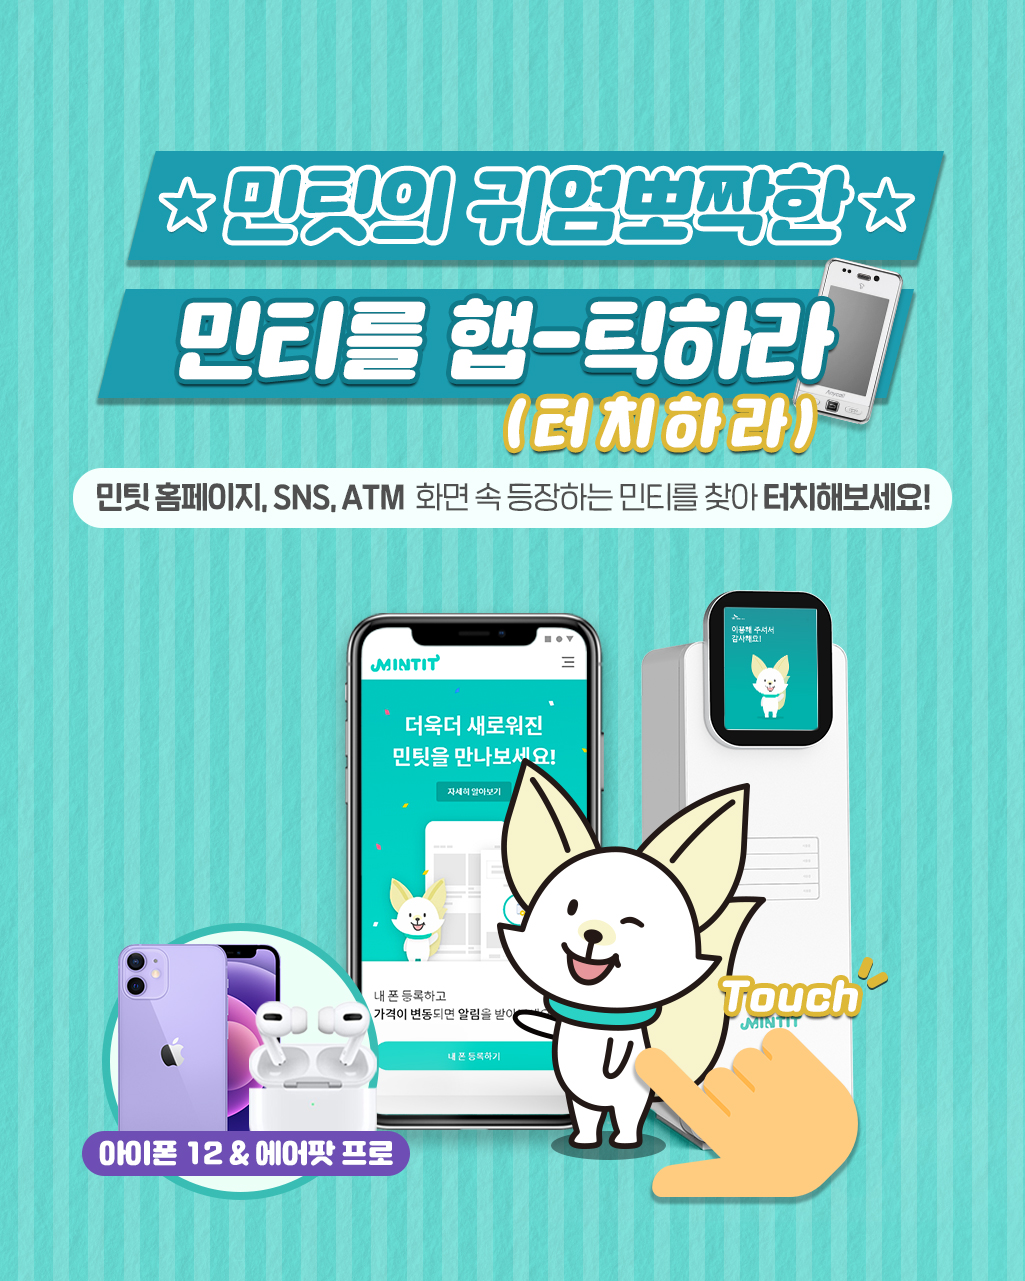 민팃의 귀염뽀짝한
민티를 햅-틱하라
(터치하라)
Anycall
민팃 홈페이지, SNS, ATM 화면 속 등장하는 민티를 찾아 터치해보세요!
이용해 주셔서
감사해요!
MINTIT
더욱더 새로워진
민팃을 만나보세요!
자세히 알아보기
내 폰 등록하고
가격이 변동되면 알림을 받아
내 폰 등록하기
Touch
MINTIT
아이폰 12 & 에어팟 프로